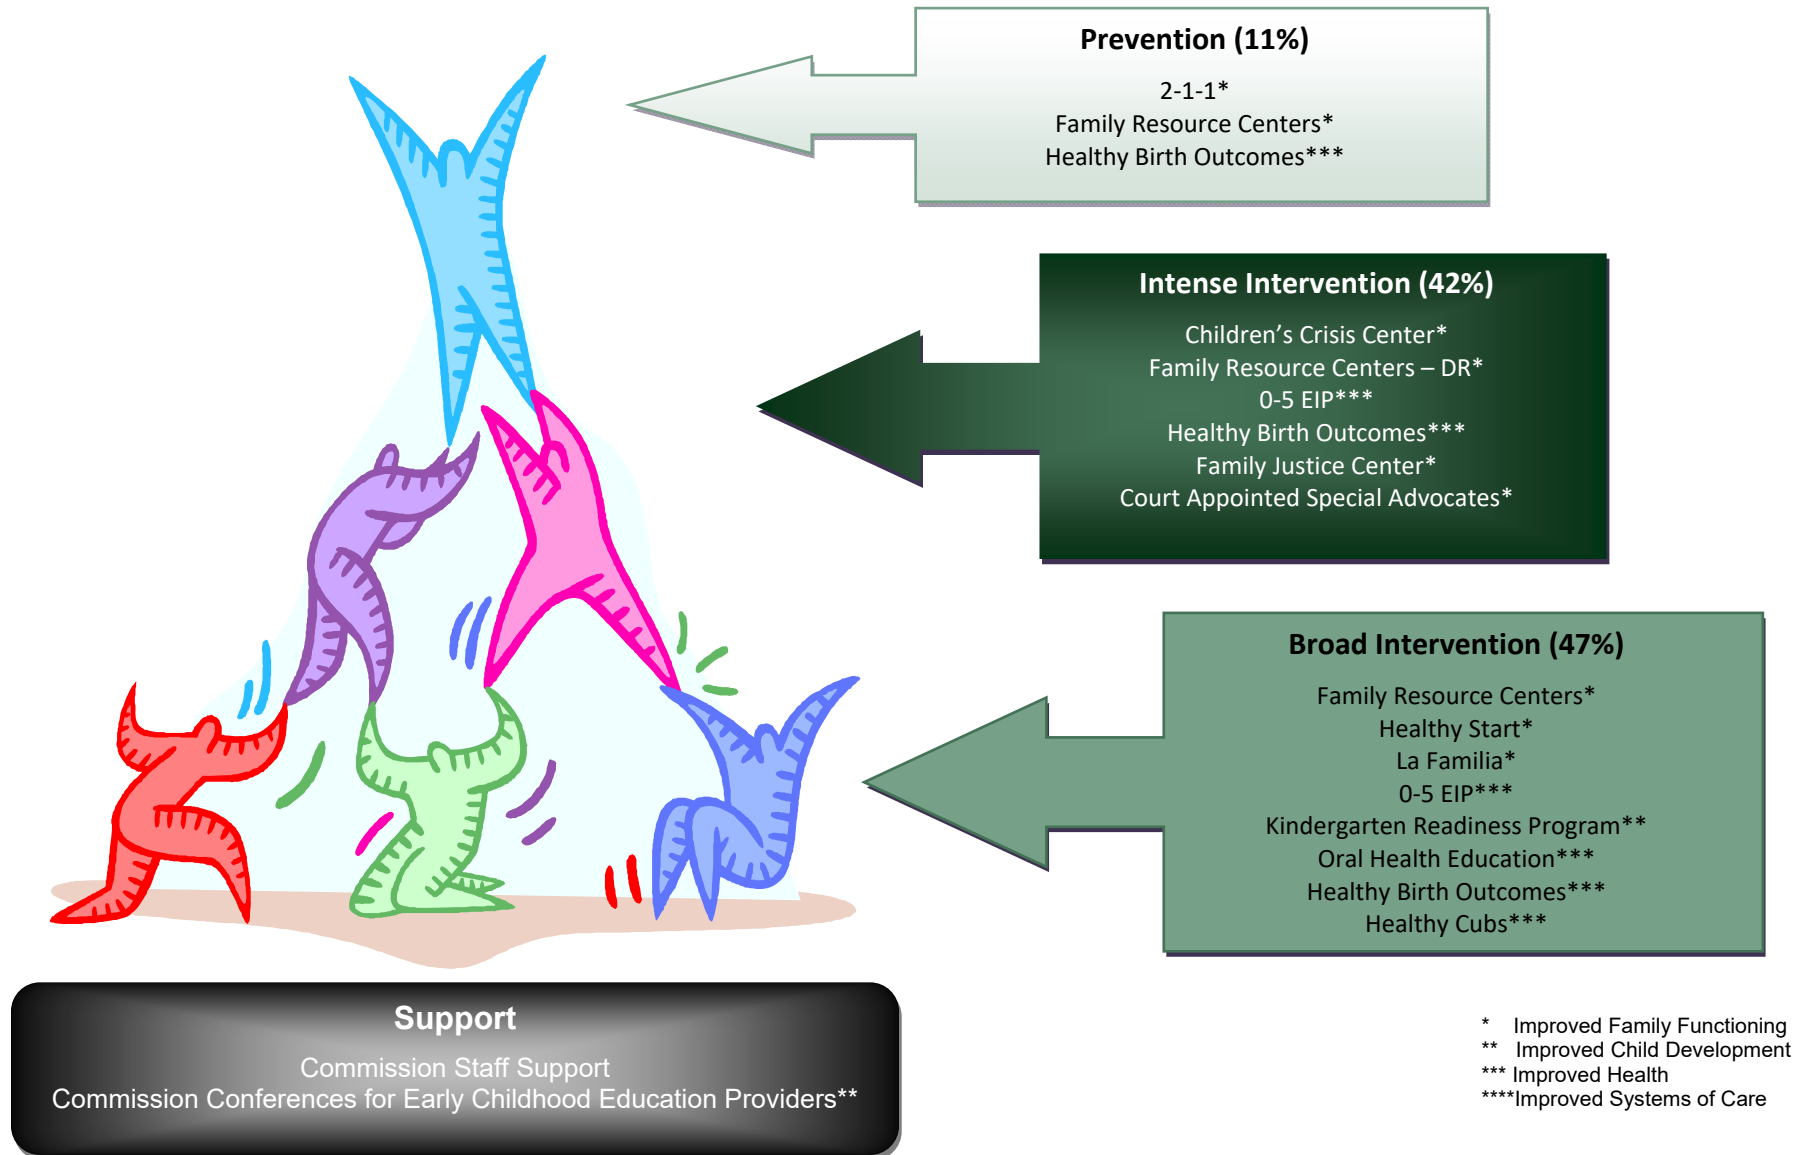 Prevention (11%)
2-1-1*
Family Resource Centers*
Healthy Birth Outcomes***
Intense Intervention (42%)
Children’s Crisis Center*
Family Resource Centers – DR*
0-5 EIP***
Healthy Birth Outcomes***
Family Justice Center*
Court Appointed Special Advocates*
Broad Intervention (47%)
Family Resource Centers*
Healthy Start*
La Familia*
0-5 EIP***
Kindergarten Readiness Program**
Oral Health Education***
Healthy Birth Outcomes***
Healthy Cubs***
Support
Commission Staff Support
Commission Conferences for Early Childhood Education Providers**
* Improved Family Functioning
** Improved Child Development
*** Improved Health
****Improved Systems of Care